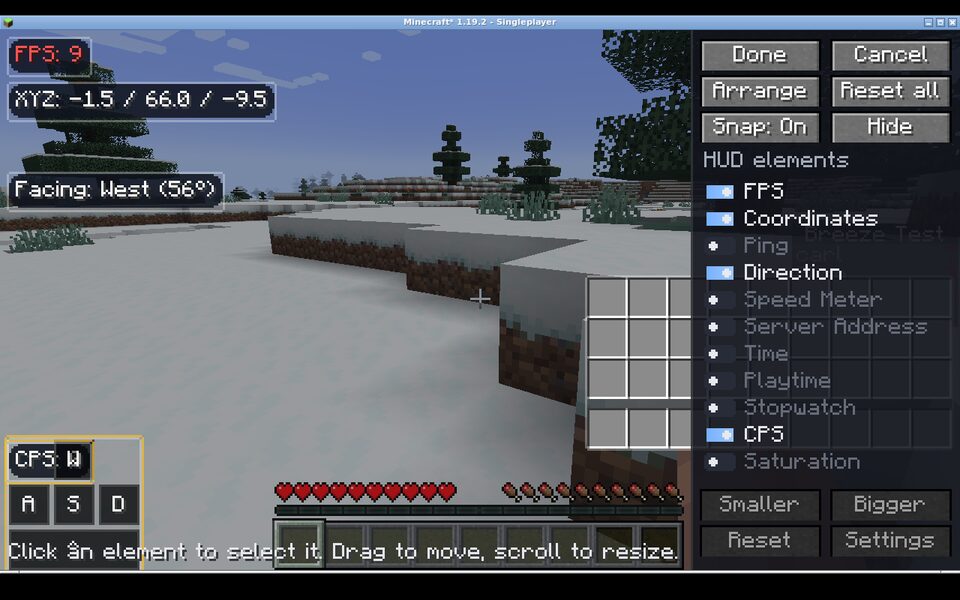 Minecraft* 1.19.2 - Singleplayer
FPS: 9
XYZ: -1.5 / 66.0 / -9.5
Facing: West (56°)
Done
Cancel
Arrange
Reset all
Snap: On
Hide
HUD elements
FPS
Coordinates
Ping
Direction
Speed Meter
Server Address
Time
Playtime
Stopwatch
CPS
Saturation
Smaller
Bigger
Reset
Settings
CPS
W
A S D
Click an element to select it. Drag to move, scroll to resize.